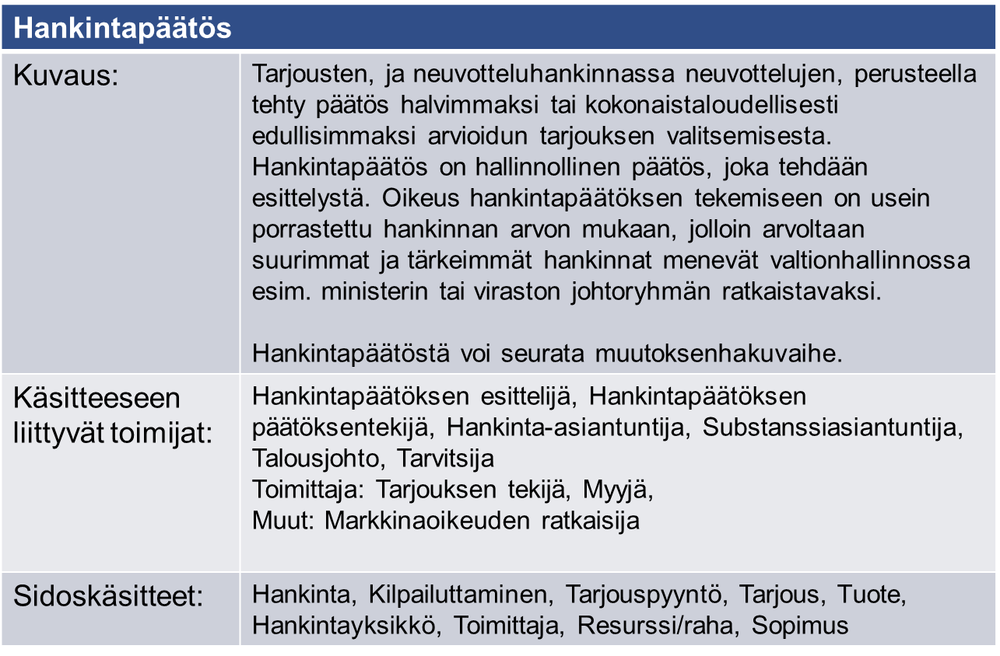 Hankintapäätös
Kuvaus:
Tarjousten, ja neuvotteluhankinnassa neuvottelujen, perusteella
tehty päätös halvimmaksi tai kokonaistaloudellisesti
edullisimmaksi arvioidun tarjouksen valitsemisesta.
Hankintapäätös on hallinnollinen päätös, joka tehdään
esittelystä. Oikeus hankintapäätöksen tekemiseen on usein
porrastettu hankinnan arvon mukaan, jolloin arvoltaan
suurimmat ja tärkeimmät hankinnat menevät valtionhallinnossa
esim. ministerin tai viraston johtoryhmän ratkaistavaksi.
Hankintapäätöstä voi seurata muutoksenhakuvaihe.
Käsitteeseen
liittyvät toimijat:
Hankintapäätöksen esittelijä, Hankintapäätöksen
päätöksentekijä, Hankinta-asiantuntija, Substanssiasiantuntija,
Talousjohto, Tarvitsija
Toimittaja: Tarjouksen tekijä, Myyjä,
Muut: Markkinaoikeuden ratkaisija
Sidoskäsitteet:
Hankinta, Kilpailuttaminen, Tarjouspyyntö, Tarjous, Tuote,
Hankintayksikkö, Toimittaja, Resurssi/raha, Sopimus